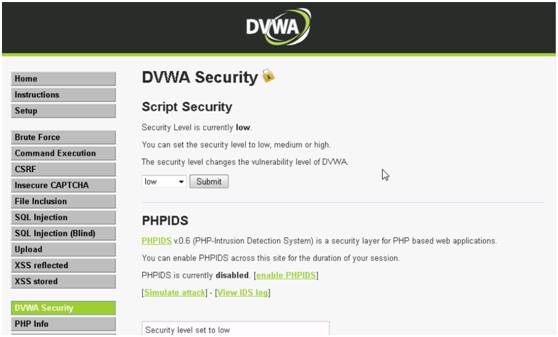 DVWA
Home
Instructions
Setup
Brute Force
Command Execution
CSRF
Insecure CAPTCHA
File Inclusion
SQL Injection
SQL Injection (Blind)
Upload
XSS reflected
XSS stored
DVWA Security
PHP Info
DVWA Security
Script Security
Security Level is currently low.
You can set the security level to low, medium or high.
The security level changes the vulnerability level of DVWA.
low Submit
PHPIDS
PHPIDS v.0.6 (PHP-Intrusion Detection System) is a security layer for PHP based web applications.
You can enable PHPIDS across this site for the duration of your session.
PHPIDS is currently disabled. [enable PHPIDS]
[Simulate attack] - [View IDS log]
Security level set to low